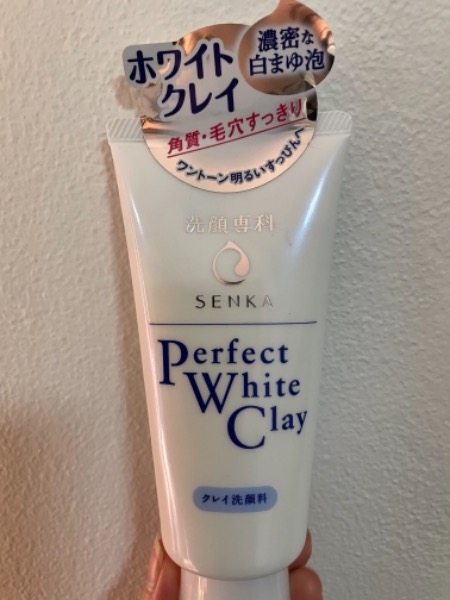 ホワイト
クレイ
濃密な
白まゆ泡
角質・毛穴すっきり
ワントーン明るいすっぴんへ
洗顔専科
SENKA
Perfect
White
Clay
クレイ洗顔料